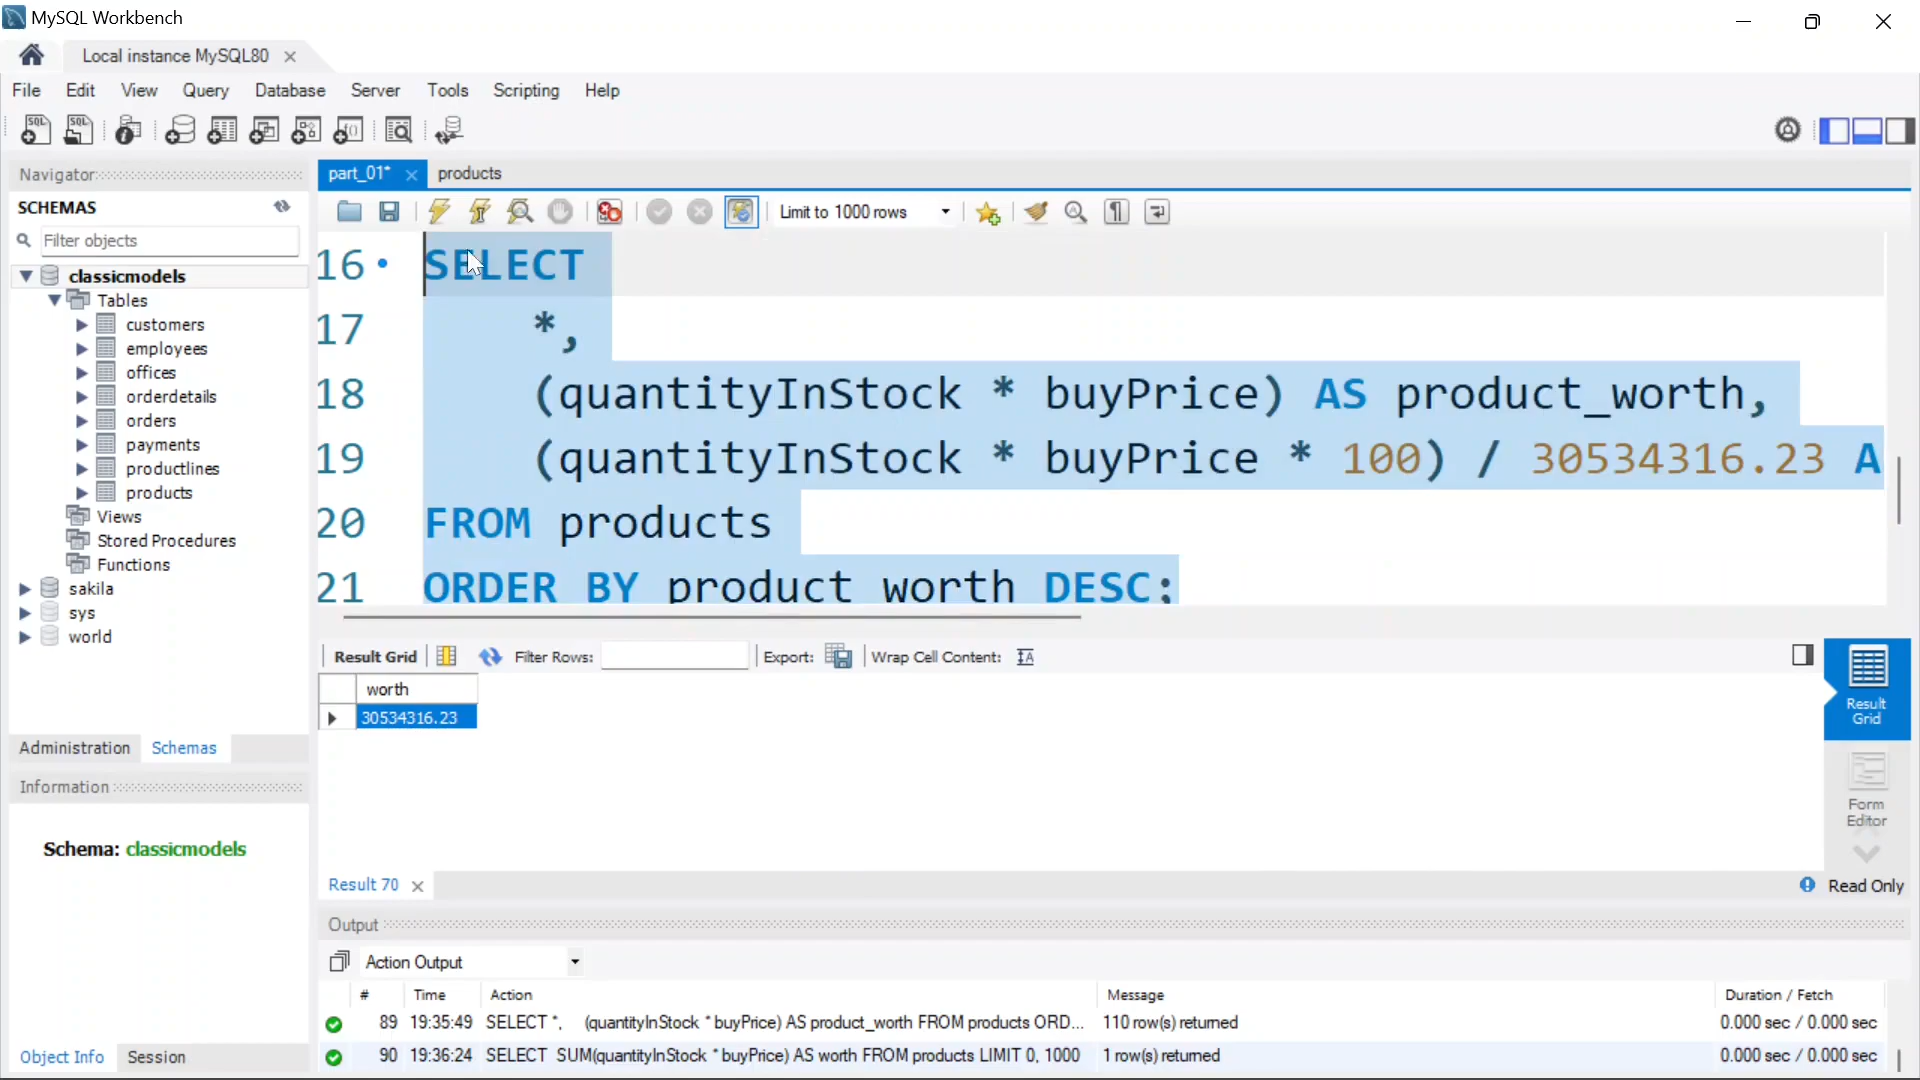 MySQL Workbench
Local instance MySQL80
File Edit View Query Database Server Tools Scripting Help
Navigator
SCHEMAS
Filter objects
classicmodels
Tables
customers
employees
offices
orderdetails
orders
payments
productlines
products
Views
Stored Procedures
Functions
sakila
sys
world
Administration Schemas
Information
Schema: classicmodels
Object Info Session
part_01* products
Limit to 1000 rows
16 SELECT
17 *,
18 (quantityInStock * buyPrice) AS product_worth,
19 (quantityInStock * buyPrice * 100) / 30534316.23 A
20 FROM products
21 ORDER BY product_worth DESC;
Result Grid Filter Rows: Export: Wrap Cell Content:
worth
30534316.23
Result Grid
Form Editor
Result 70 Read Only
Output
Action Output
# Time Action Message Duration / Fetch
89 19:35:49 SELECT *, (quantityInStock * buyPrice) AS product_worth FROM products ORD... 110 row(s) returned 0.000 sec / 0.000 sec
90 19:36:24 SELECT SUM(quantityInStock * buyPrice) AS worth FROM products LIMIT 0, 1000 1 row(s) returned 0.000 sec / 0.000 sec